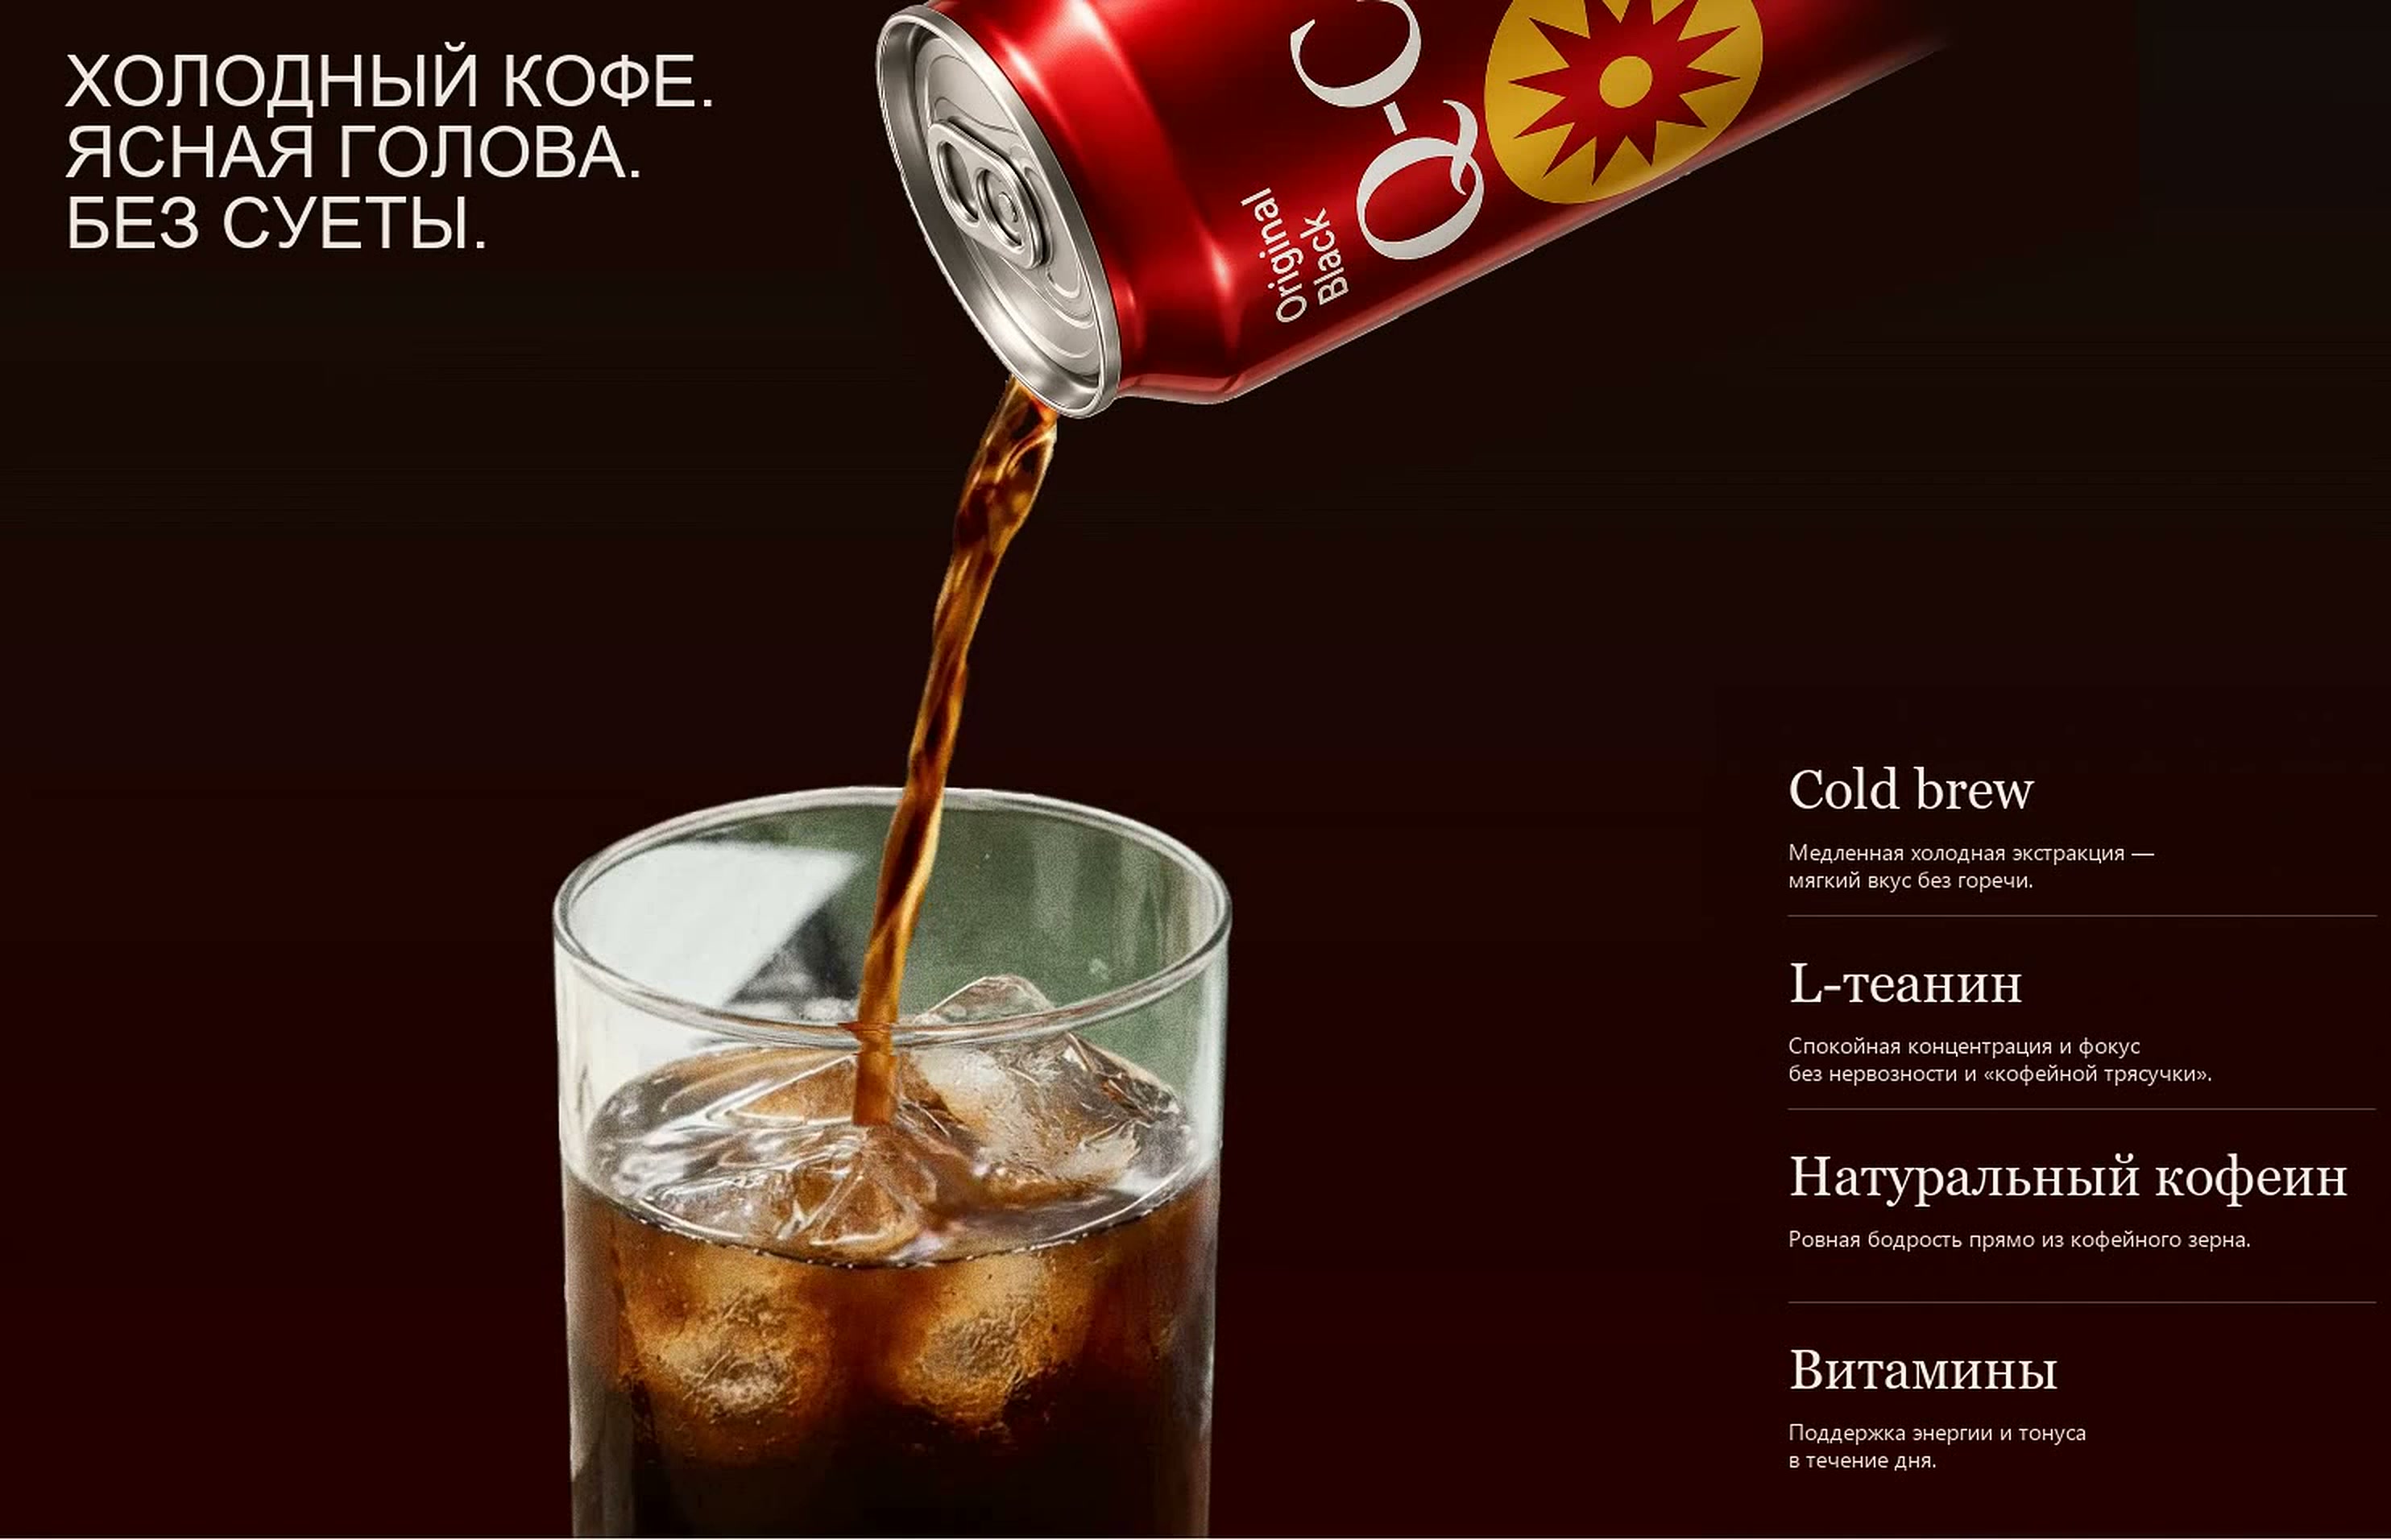 ХОЛОДНЫЙ КОФЕ.
ЯСНАЯ ГОЛОВА.
БЕЗ СУЕТЫ.
Original
Black
Q-C
Cold brew
Медленная холодная экстракция —
мягкий вкус без горечи.
L-теанин
Спокойная концентрация и фокус
без нервозности и «кофейной трясучки».
Натуральный кофеин
Ровная бодрость прямо из кофейного зерна.
Витамины
Поддержка энергии и тонуса
в течение дня.